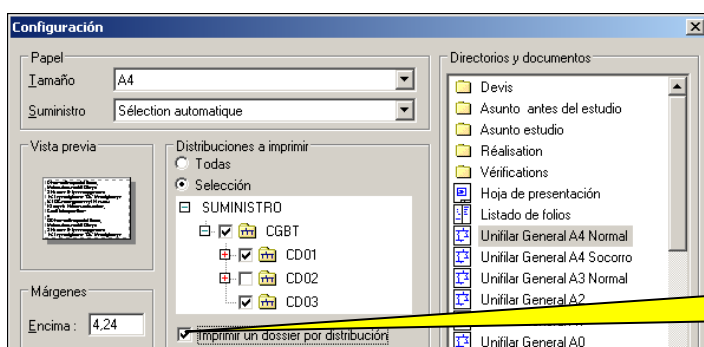 Configuración
Papel
Tamaño A4
Suministro Sélection automatique
Vista previa
Distribuciones a imprimir
Todas
Selección
SUMINISTRO
CGBT
CD01
CD02
CD03
Márgenes
Encima : 4,24
Imprimir un dossier por distribución
Directorios y documentos
Devis
Asunto antes del estudio
Asunto estudio
Réalisation
Vérifications
Hoja de presentación
Listado de folios
Unifilar General A4 Normal
Unifilar General A4 Socorro
Unifilar General A3 Normal
Unifilar General A2
Unifilar General A0